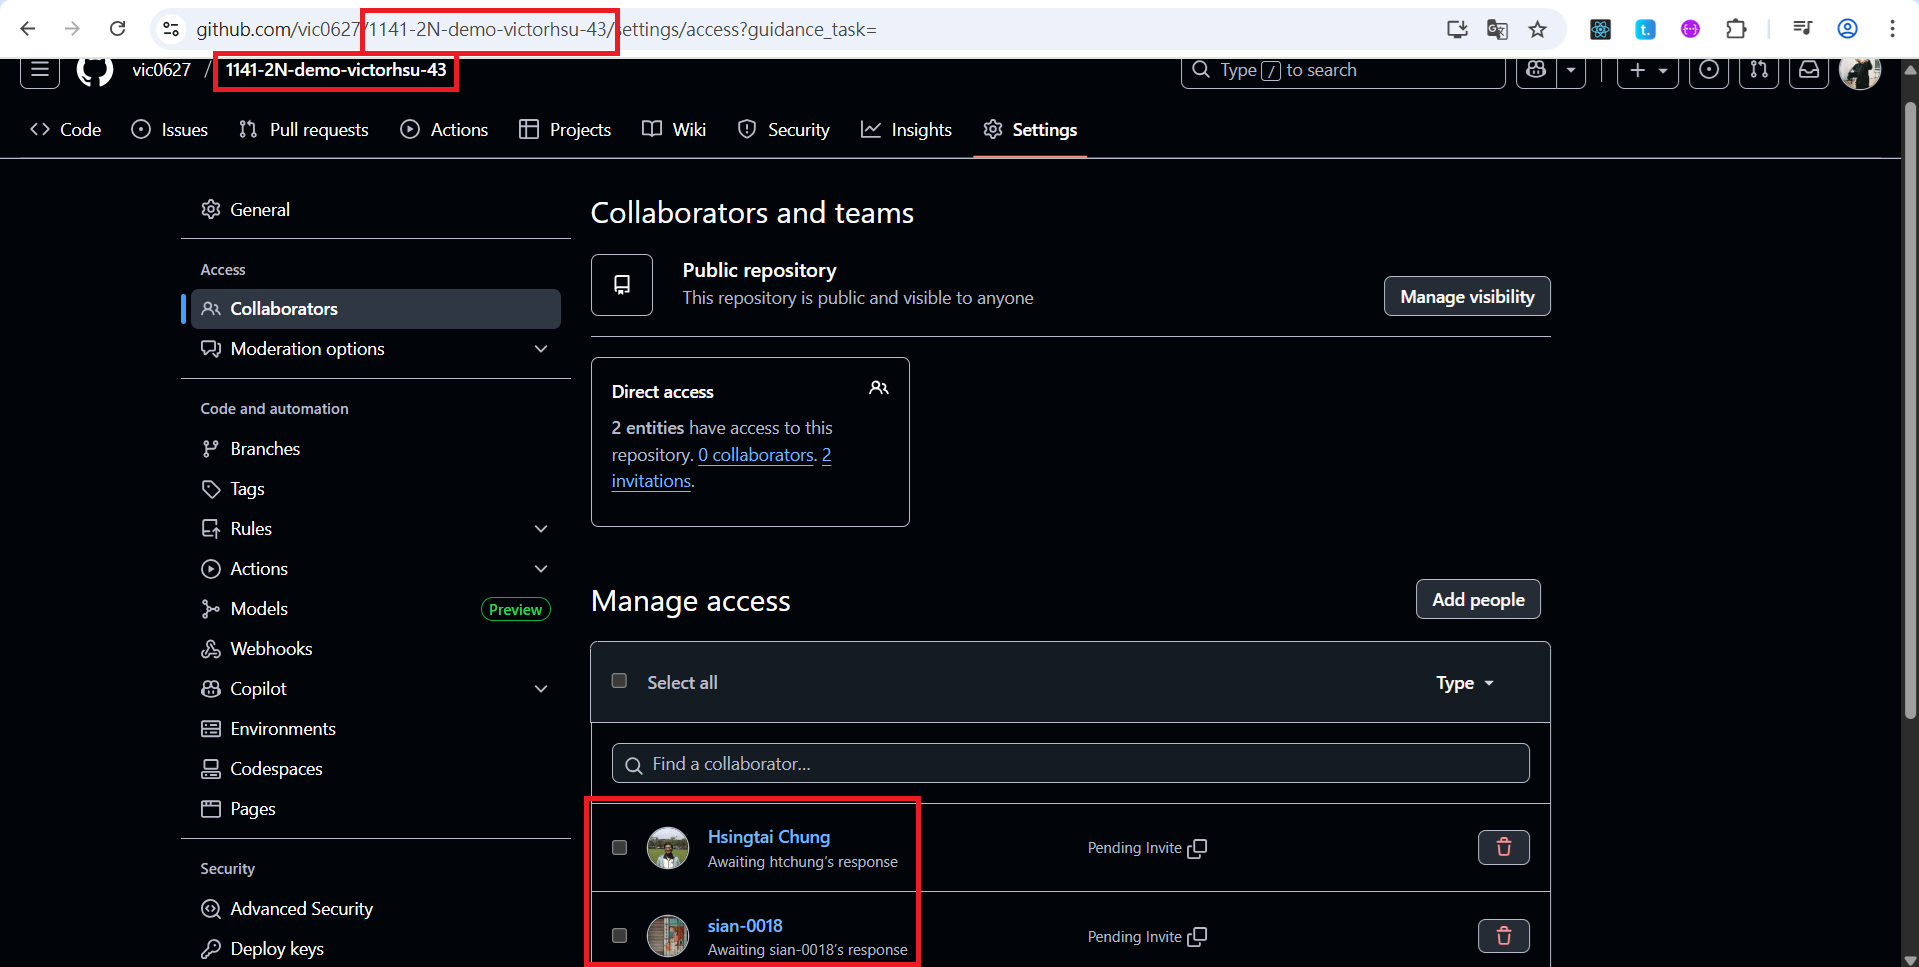 github.com/vic0627/1141-2N-demo-victorhsu-43/settings/access?guidance_task=
vic0627 / 1141-2N-demo-victorhsu-43
Type / to search
Code
Issues
Pull requests
Actions
Projects
Wiki
Security
Insights
Settings
General
Access
Collaborators
Moderation options
Code and automation
Branches
Tags
Rules
Actions
Models
Preview
Webhooks
Copilot
Environments
Codespaces
Pages
Security
Advanced Security
Deploy keys
Collaborators and teams
Public repository
This repository is public and visible to anyone
Manage visibility
Direct access
2 entities have access to this
repository. 0 collaborators. 2
invitations.
Manage access
Add people
Select all
Type
Find a collaborator...
Hsingtai Chung
Awaiting htchung's response
Pending Invite
sian-0018
Awaiting sian-0018's response
Pending Invite